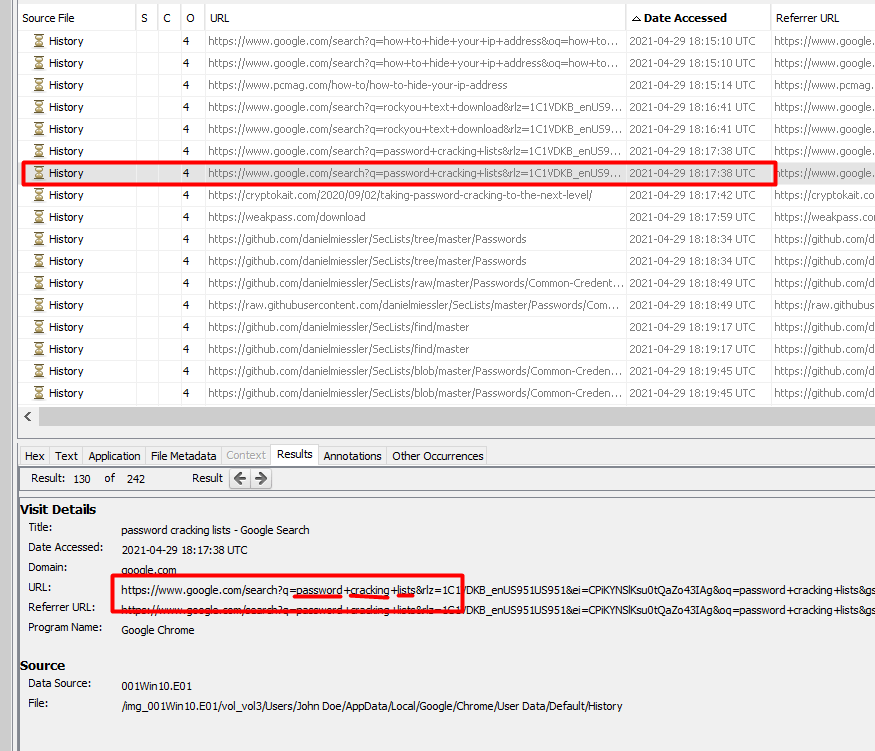 Source File S C O URL Date Accessed Referrer URL
History 4 https://www.google.com/search?q=how+to+hide+your+ip+address&oq=how+to... 2021-04-29 18:15:10 UTC https://www.google.
History 4 https://www.google.com/search?q=how+to+hide+your+ip+address&oq=how+to... 2021-04-29 18:15:10 UTC https://www.google.
History 4 https://www.pcmag.com/how-to/how-to-hide-your-ip-address 2021-04-29 18:15:14 UTC https://www.pcmag.
History 4 https://www.google.com/search?q=rockyou+text+download&rlz=1C1VDKB_enUS9... 2021-04-29 18:16:41 UTC https://www.google.
History 4 https://www.google.com/search?q=rockyou+text+download&rlz=1C1VDKB_enUS9... 2021-04-29 18:16:41 UTC https://www.google.
History 4 https://www.google.com/search?q=password+cracking+lists&rlz=1C1VDKB_enUS9... 2021-04-29 18:17:38 UTC https://www.google.
History 4 https://www.google.com/search?q=password+cracking+lists&rlz=1C1VDKB_enUS9... 2021-04-29 18:17:38 UTC https://www.google.
History 4 https://cryptokait.com/2020/09/02/taking-password-cracking-to-the-next-level/ 2021-04-29 18:17:42 UTC https://cryptokait.co
History 4 https://weakpass.com/download 2021-04-29 18:17:59 UTC https://weakpass.co
History 4 https://github.com/danielmiessler/SecLists/tree/master/Passwords 2021-04-29 18:18:34 UTC https://github.com/d
History 4 https://github.com/danielmiessler/SecLists/tree/master/Passwords 2021-04-29 18:18:34 UTC https://github.com/d
History 4 https://github.com/danielmiessler/SecLists/raw/master/Passwords/Common-Credent... 2021-04-29 18:18:49 UTC https://github.com/d
History 4 https://raw.githubusercontent.com/danielmiessler/SecLists/master/Passwords/Com... 2021-04-29 18:18:49 UTC https://raw.githubus
History 4 https://github.com/danielmiessler/SecLists/find/master 2021-04-29 18:19:17 UTC https://github.com/d
History 4 https://github.com/danielmiessler/SecLists/find/master 2021-04-29 18:19:17 UTC https://github.com/d
History 4 https://github.com/danielmiessler/SecLists/blob/master/Passwords/Common-Creden... 2021-04-29 18:19:45 UTC https://github.com/d
History 4 https://github.com/danielmiessler/SecLists/blob/master/Passwords/Common-Creden... 2021-04-29 18:19:45 UTC https://github.com/d
Hex Text Application File Metadata Context Results Annotations Other Occurrences
Result: 130 of 242 Result
Visit Details
Title: password cracking lists - Google Search
Date Accessed: 2021-04-29 18:17:38 UTC
Domain: google.com
URL: https://www.google.com/search?q=password+cracking+lists&rlz=1C1VDKB_enUS951US951&ei=CPiKYNSlKsu0tQaZo43IAg&oq=password+cracking+lists&gs
Referrer URL: https://www.google.com/search?q=password+cracking+lists&rlz=1C1VDKB_enUS951US951&ei=CPiKYNSlKsu0tQaZo43IAg&oq=password+cracking+lists&gs
Program Name: Google Chrome
Source
Data Source: 001Win10.E01
File: /img_001Win10.E01/vol_vol3/Users/John Doe/AppData/Local/Google/Chrome/User Data/Default/History